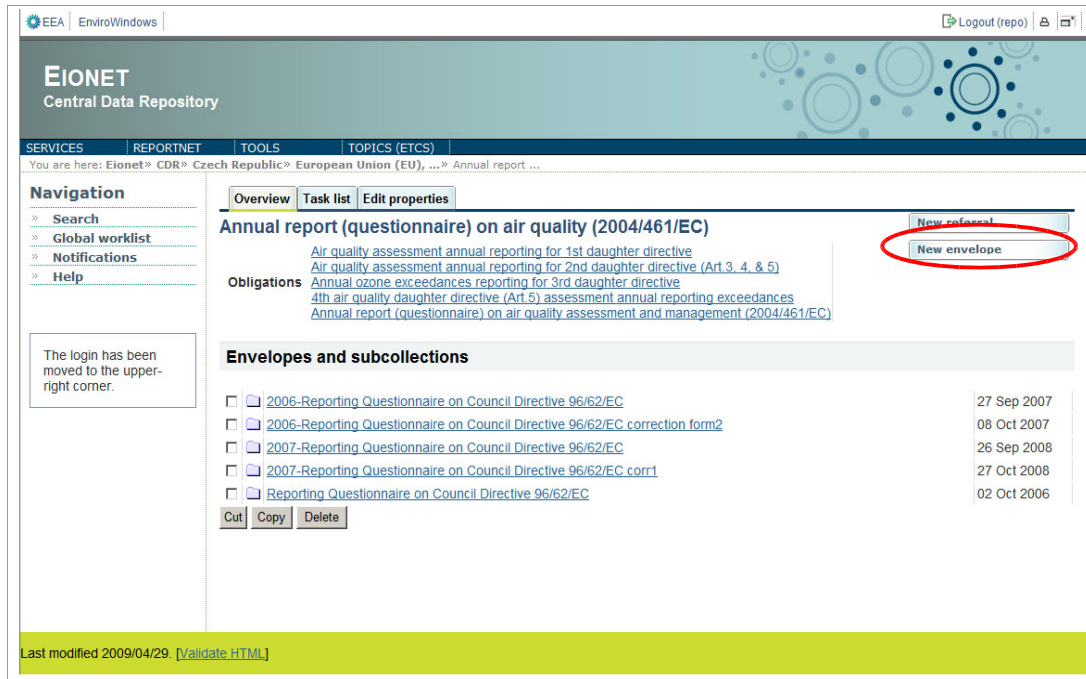 EEA EnviroWindows Logout (repo)
EIONET
Central Data Repository
SERVICES REPORTNET TOOLS TOPICS (ETCS)
You are here: Eionet» CDR» Czech Republic» European Union (EU), ...» Annual report ...
Navigation
» Search
» Global worklist
» Notifications
» Help
The login has been
moved to the upper-
right corner.
Overview Task list Edit properties
Annual report (questionnaire) on air quality (2004/461/EC)
New referral
New envelope
Obligations
Air quality assessment annual reporting for 1st daughter directive
Air quality assessment annual reporting for 2nd daughter directive (Art.3, 4, & 5)
Annual ozone exceedances reporting for 3rd daughter directive
4th air quality daughter directive (Art.5) assessment annual reporting exceedances
Annual report (questionnaire) on air quality assessment and management (2004/461/EC)
Envelopes and subcollections
2006-Reporting Questionnaire on Council Directive 96/62/EC 27 Sep 2007
2006-Reporting Questionnaire on Council Directive 96/62/EC correction form2 08 Oct 2007
2007-Reporting Questionnaire on Council Directive 96/62/EC 26 Sep 2008
2007-Reporting Questionnaire on Council Directive 96/62/EC corr1 27 Oct 2008
Reporting Questionnaire on Council Directive 96/62/EC 02 Oct 2006
Cut Copy Delete
Last modified 2009/04/29. [Validate HTML]